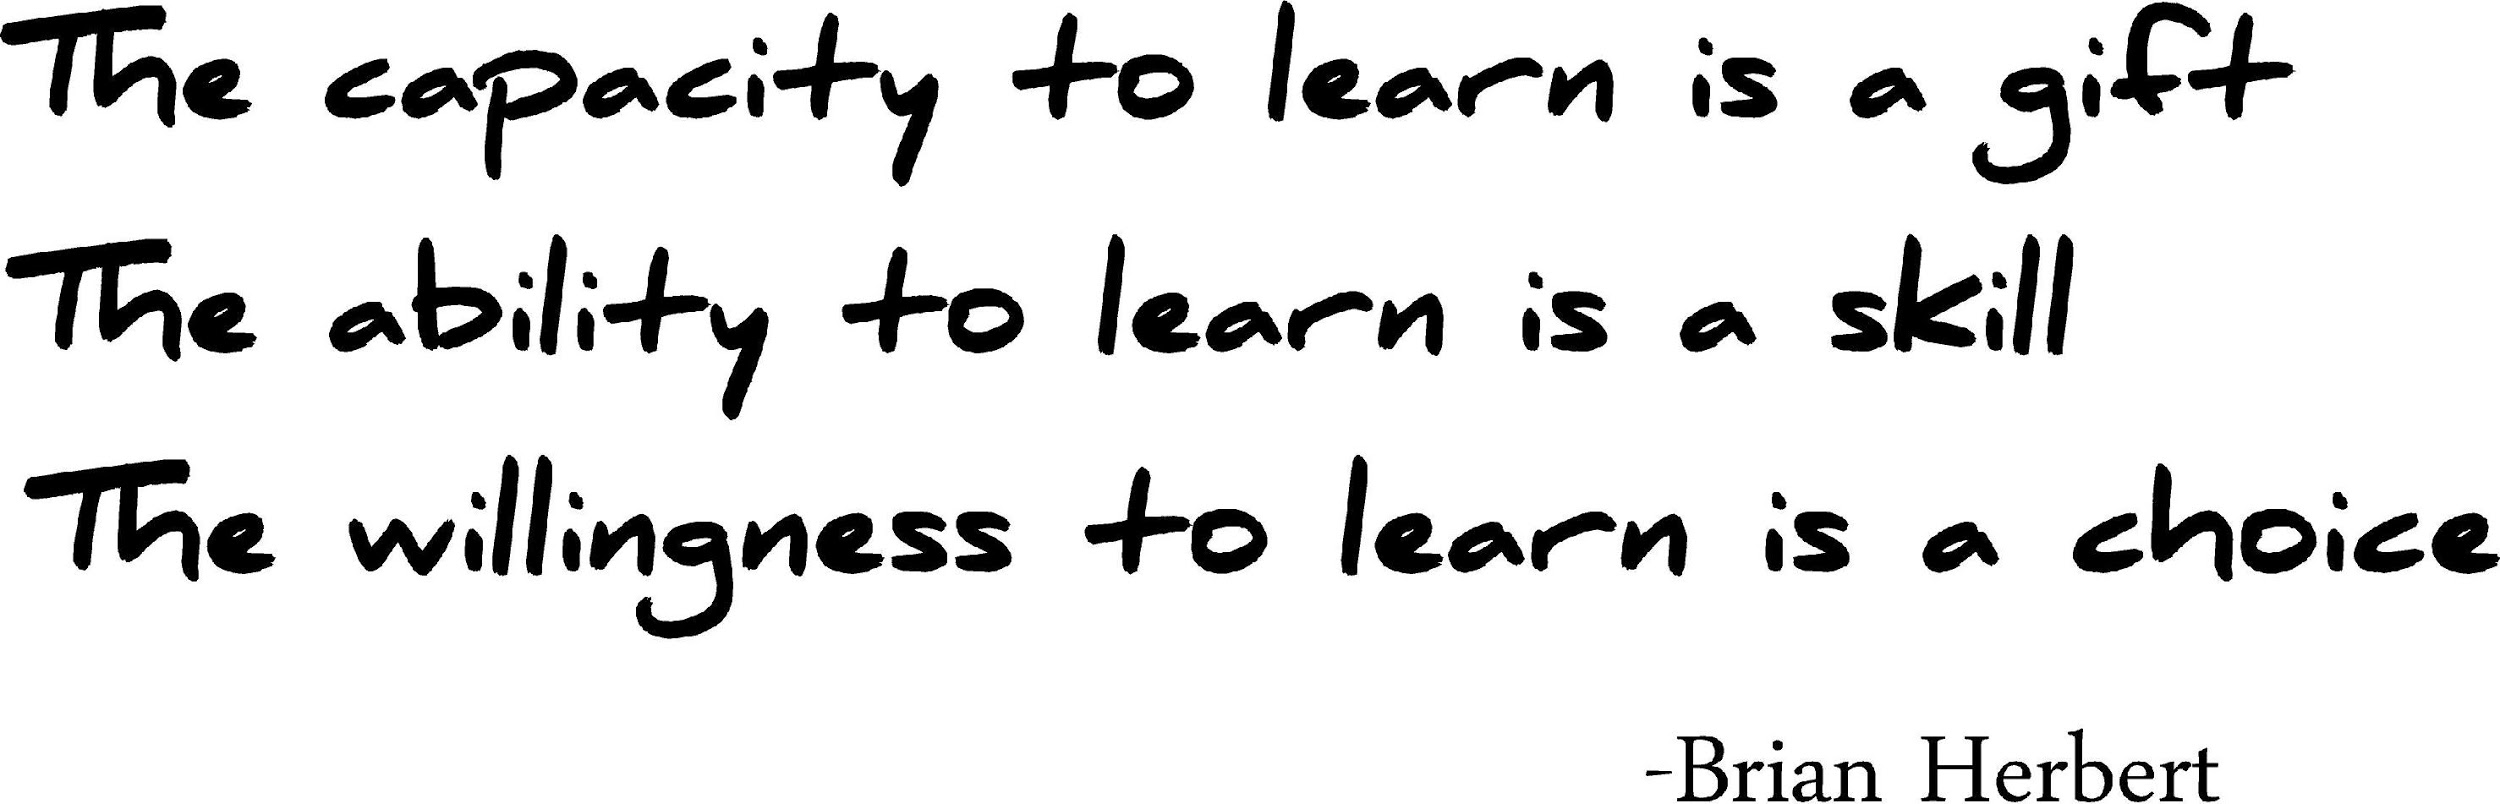 The capacity to learn is a gift
The ability to learn is a skill
The willingness to learn is a choice
-Brian Herbert